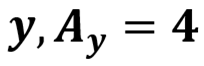 y, A_y = 4